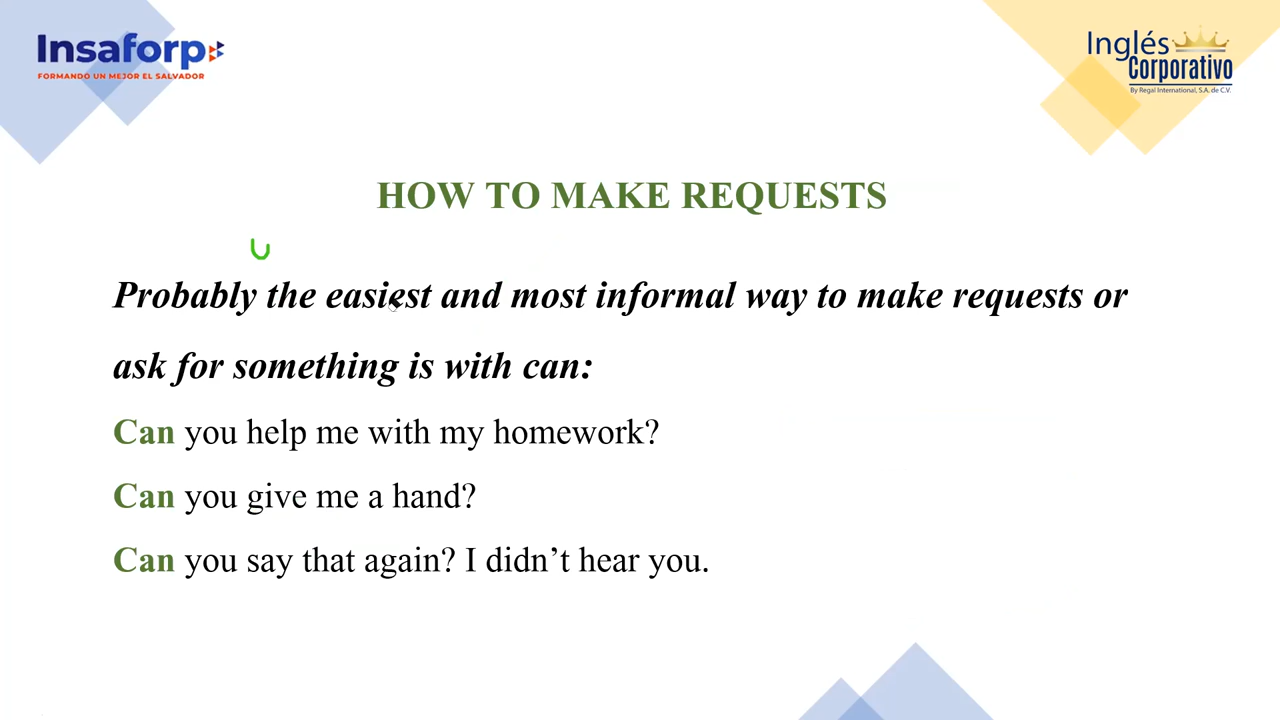 Insaforp
FORMANDO UN MEJOR EL SALVADOR
Inglés
Corporativo
By Regal International, S.A. de C.V.
HOW TO MAKE REQUESTS
U
Probably the easiest and most informal way to make requests or
ask for something is with can:
Can you help me with my homework?
Can you give me a hand?
Can you say that again? I didn’t hear you.